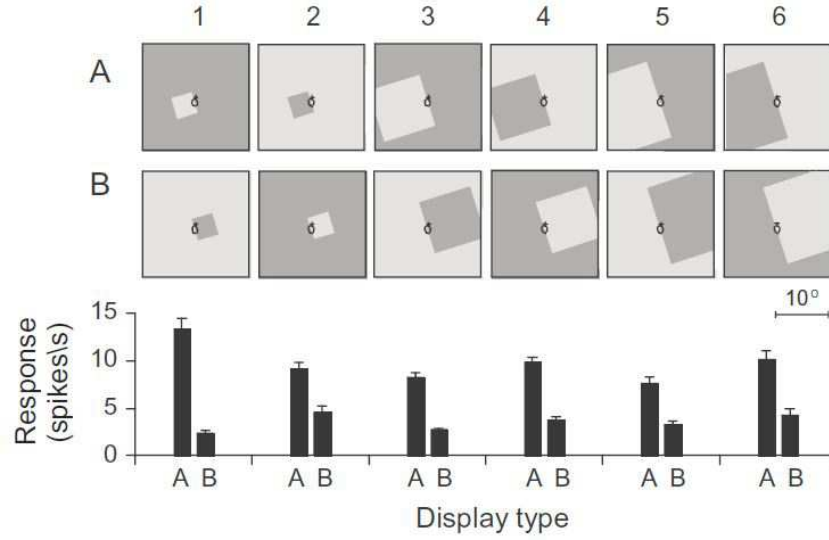 1 2 3 4 5 6
A
B
10°
15
10
5
0
Response
(spikes\s)
A B A B A B A B A B A B
Display type